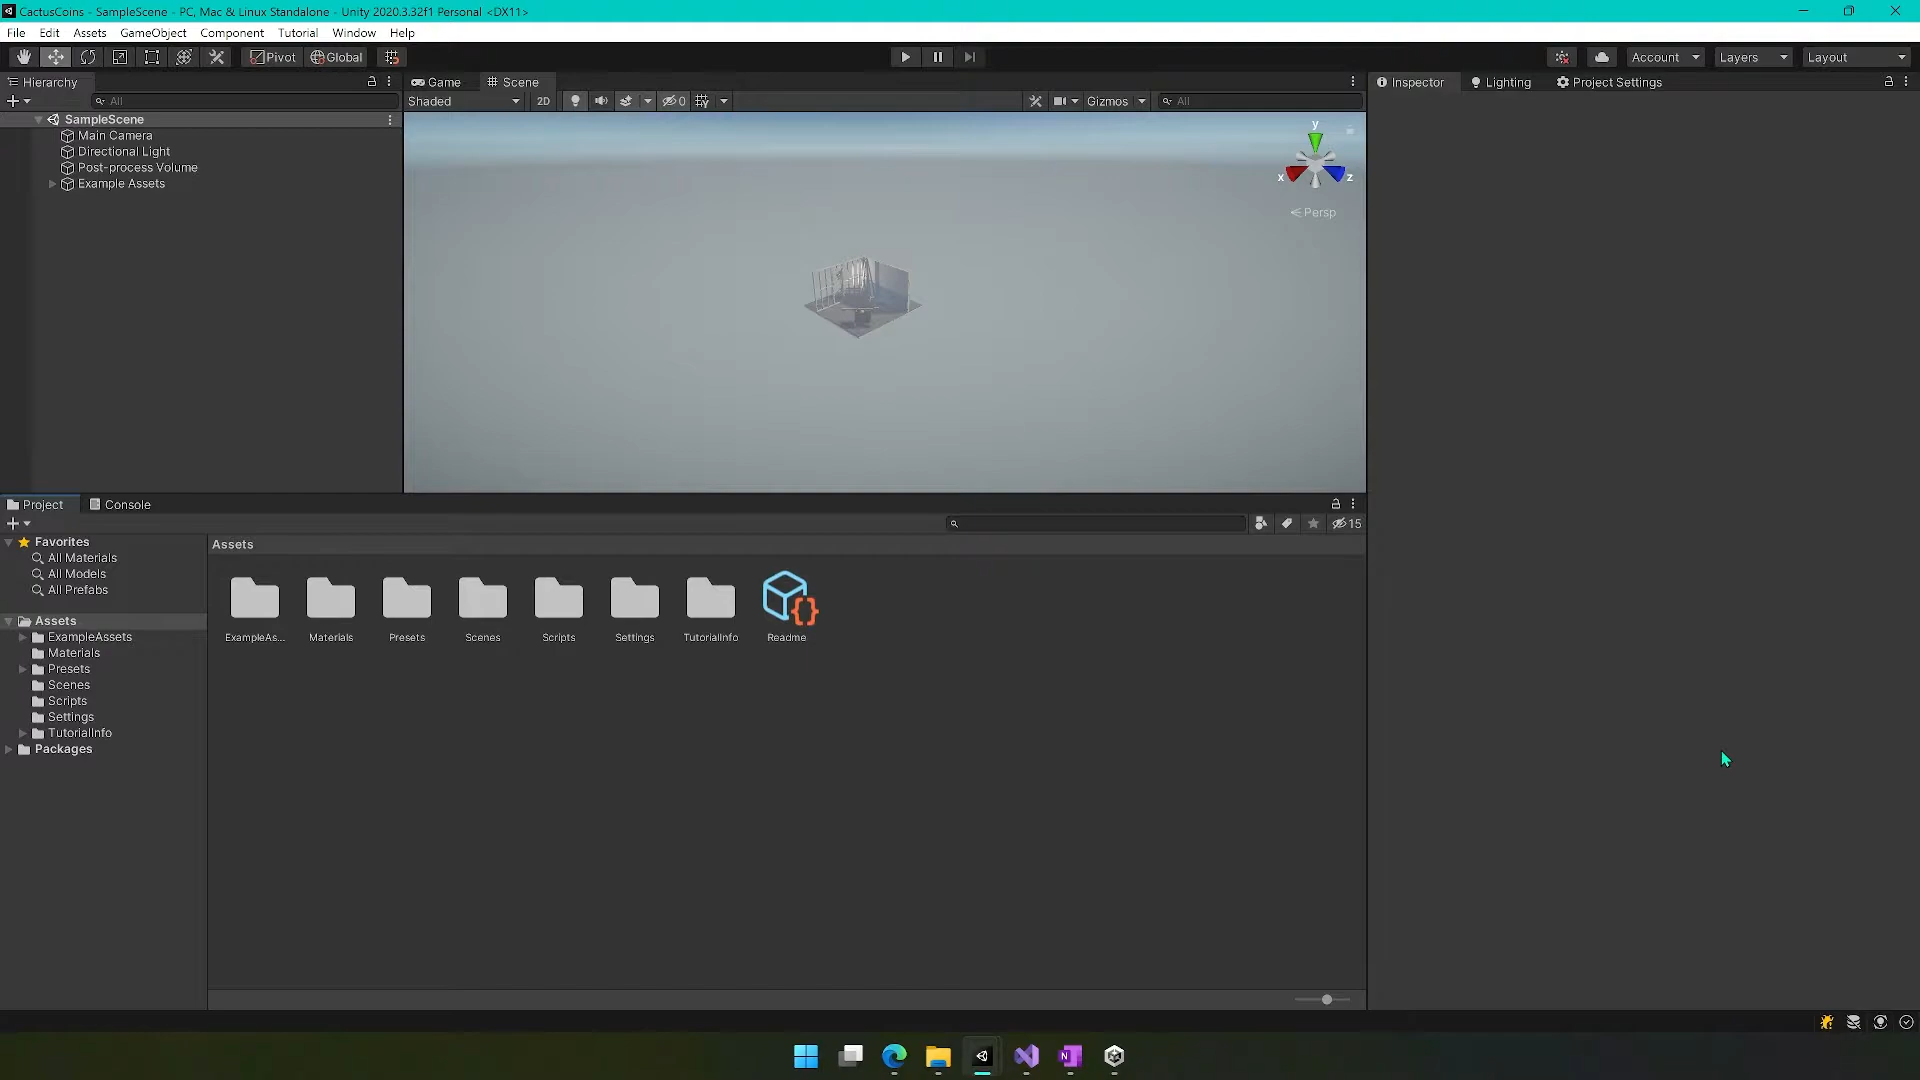 CactusCoins - SampleScene - PC, Mac & Linux Standalone - Unity 2020.3.32f1 Personal <DX11>
File Edit Assets GameObject Component Tutorial Window Help
Pivot Global Account Layers Layout
Hierarchy Game Scene Inspector Lighting Project Settings
All Shaded 2D 0 Gizmos All
SampleScene
Main Camera
Directional Light
Post-process Volume
Example Assets
y
x z
Persp
Project Console
15
Favorites
All Materials
All Models
All Prefabs
Assets
ExampleAssets
Materials
Presets
Scenes
Scripts
Settings
TutorialInfo
Packages
Assets
ExampleAs... Materials Presets Scenes Scripts Settings TutorialInfo Readme